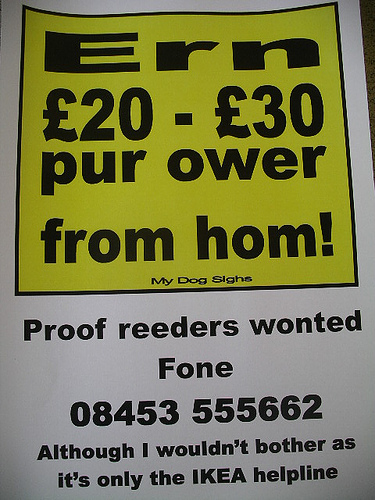 Ern
£20 - £30
pur ower
from hom!
My Dog Sighs
Proof reeders wonted
Fone
08453 555662
Although I wouldn't bother as
it's only the IKEA helpline